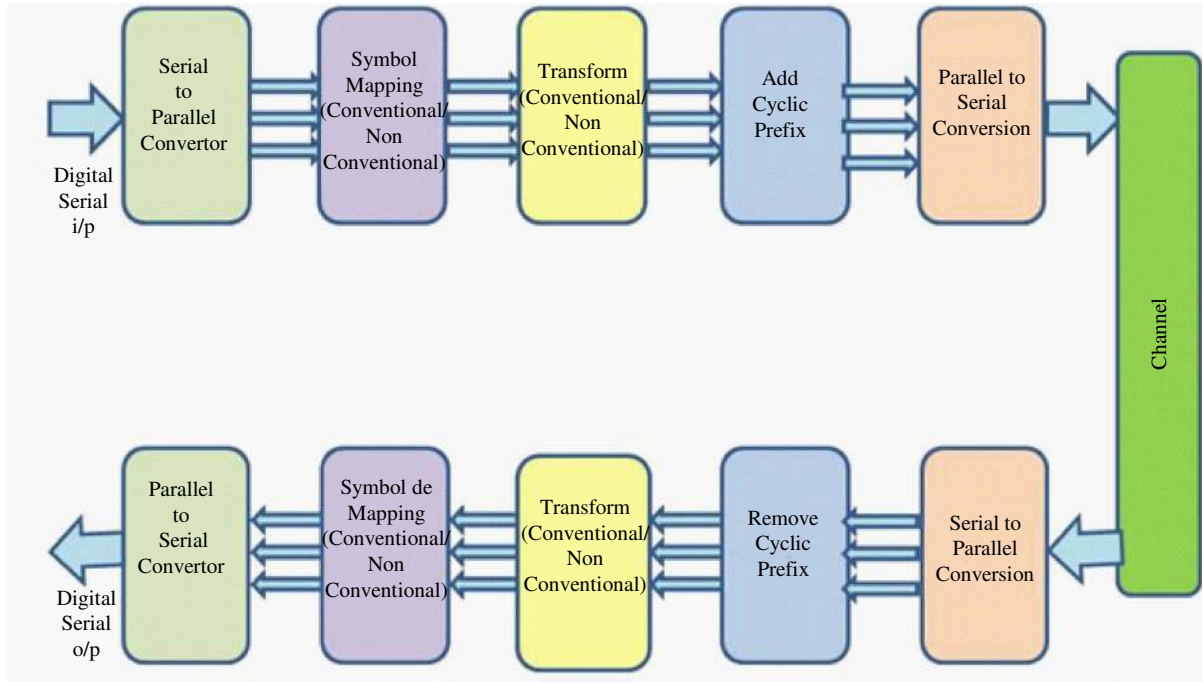 Serial
to
Parallel
Convertor
Symbol
Mapping
(Conventional/
Non
Conventional)
Transform
(Conventional/
Non
Conventional)
Add
Cyclic
Prefix
Parallel to
Serial
Conversion
Digital
Serial
i/p
Channel
Parallel
to
Serial
Convertor
Symbol de
Mapping
(Conventional/
Non
Conventional)
Transform
(Conventional/
Non
Conventional)
Remove
Cyclic
Prefix
Serial to
Parallel
Conversion
Digital
Serial
o/p